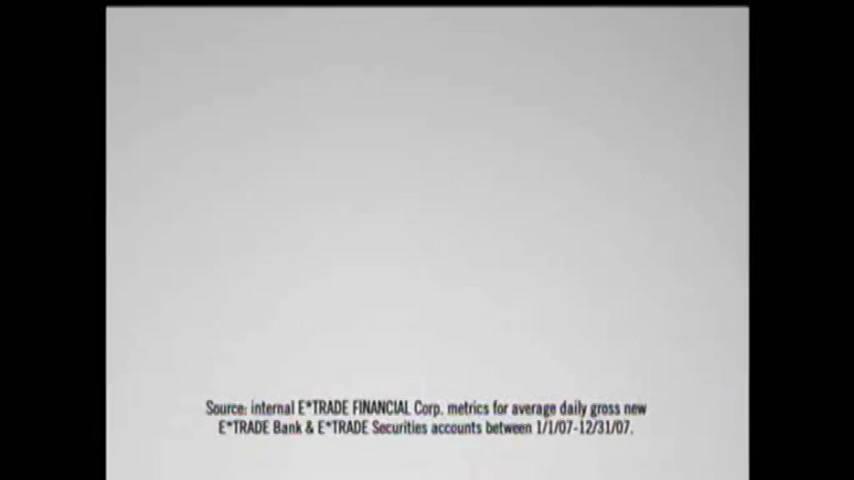 Source: internal E*TRADE FINANCIAL Corp. metrics for average daily gross new
E*TRADE Bank & E*TRADE Securities accounts between 1/1/07-12/31/07.